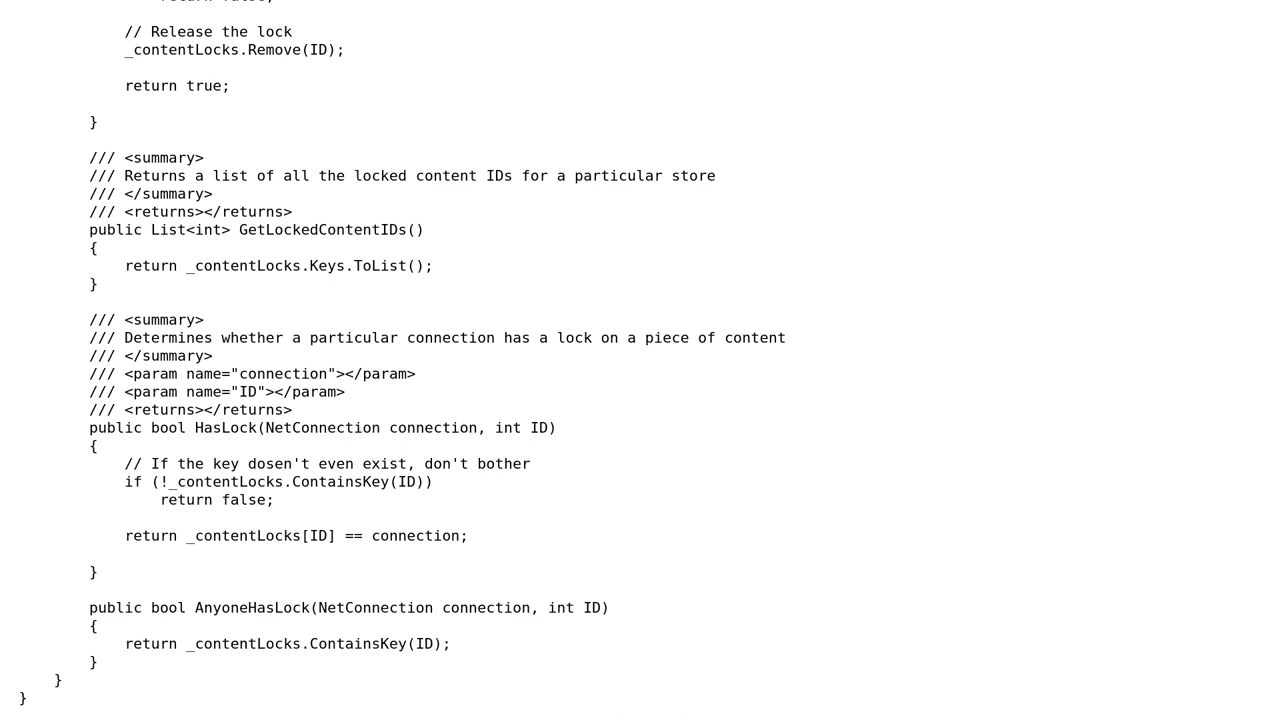 // Release the lock
_contentLocks.Remove(ID);
return true;
}
/// <summary>
/// Returns a list of all the locked content IDs for a particular store
/// </summary>
/// <returns></returns>
public List<int> GetLockedContentIDs()
{
return _contentLocks.Keys.ToList();
}
/// <summary>
/// Determines whether a particular connection has a lock on a piece of content
/// </summary>
/// <param name="connection"></param>
/// <param name="ID"></param>
/// <returns></returns>
public bool HasLock(NetConnection connection, int ID)
{
// If the key dosen't even exist, don't bother
if (!_contentLocks.ContainsKey(ID))
return false;
return _contentLocks[ID] == connection;
}
public bool AnyoneHasLock(NetConnection connection, int ID)
{
return _contentLocks.ContainsKey(ID);
}
}
}